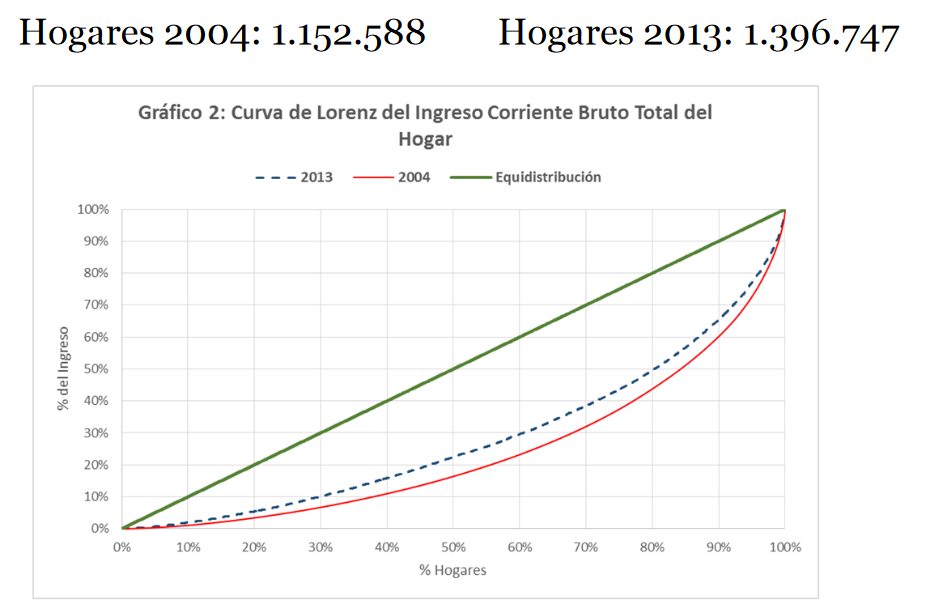 Hogares 2004: 1.152.588 Hogares 2013: 1.396.747
Gráfico 2: Curva de Lorenz del Ingreso Corriente Bruto Total del
Hogar
2013 2004 Equidistribución
100%
90%
80%
70%
60%
50%
40%
30%
20%
10%
0%
% del Ingreso
0% 10% 20% 30% 40% 50% 60% 70% 80% 90% 100%
% Hogares